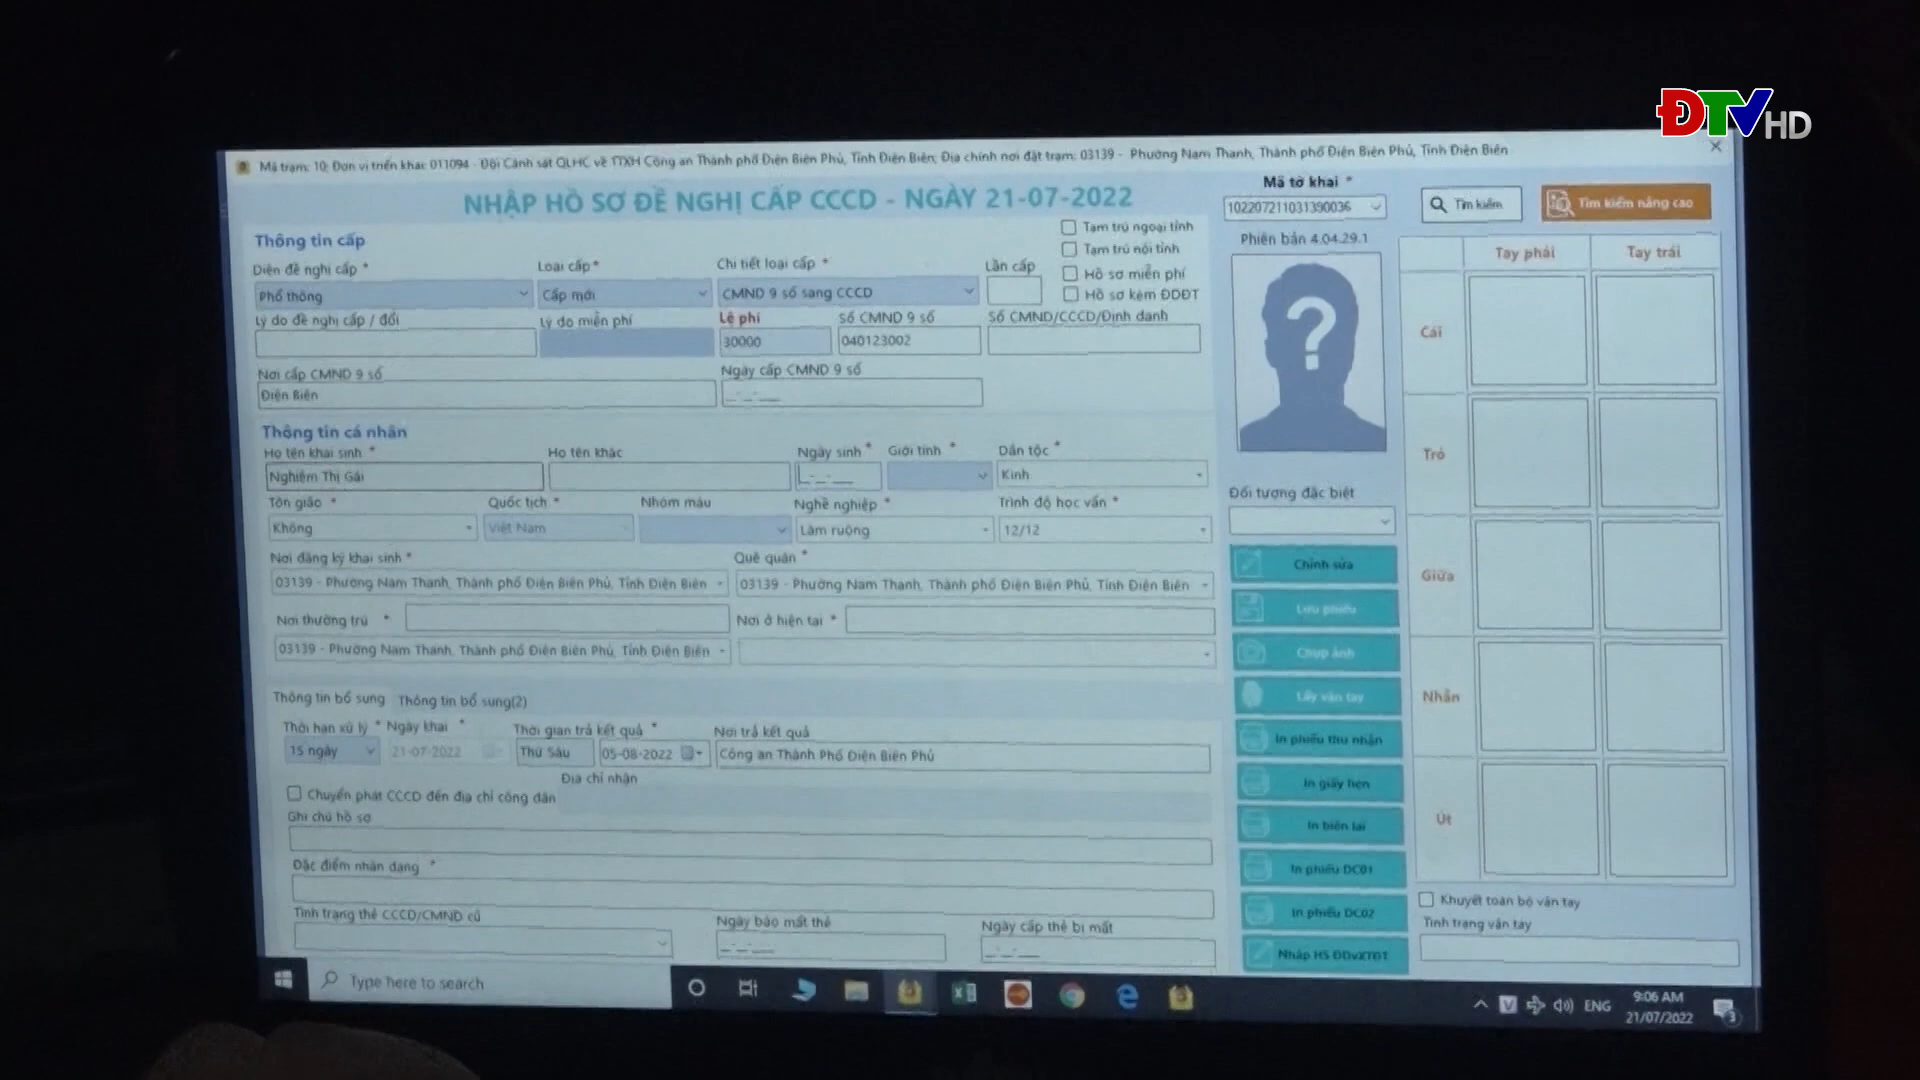 ĐTV HD
Mã trạm: 10; Đơn vị triển khai: 011094 - Đội Cảnh sát QLHC về TTXH Công an Thành phố Điện Biên Phủ, Tỉnh Điện Biên; Địa chính nơi đặt trạm: 03139 - Phường Nam Thanh, Thành phố Điện Biên Phủ, Tỉnh Điện Biên
NHẬP HỒ SƠ ĐỀ NGHỊ CẤP CCCD - NGÀY 21-07-2022
Mã tờ khai *
102207211031390036
Tìm kiếm
Tìm kiếm nâng cao
Phiên bản 4.04.29.1
Thông tin cấp
Tạm trú ngoại tỉnh
Tạm trú nội tỉnh
Hồ sơ miễn phí
Hồ sơ kèm ĐDĐT
Diện đề nghị cấp * Loại cấp * Chi tiết loại cấp * Lần cấp
Phổ thông Cấp mới CMND 9 số sang CCCD
Lý do đề nghị cấp / đổi Lý do miễn phí Lệ phí Số CMND 9 số Số CMND/CCCD/Định danh
30000 040123002
Nơi cấp CMND 9 số Ngày cấp CMND 9 số
Điện Biên
Thông tin cá nhân
Họ tên khai sinh * Họ tên khác Ngày sinh * Giới tính * Dân tộc *
Nghiêm Thị Gái Kinh
Tôn giáo * Quốc tịch * Nhóm máu Nghề nghiệp * Trình độ học vấn *
Không Việt Nam Làm ruộng 12/12
Nơi đăng ký khai sinh * Quê quán *
03139 - Phường Nam Thanh, Thành phố Điện Biên Phủ, Tỉnh Điện Biên 03139 - Phường Nam Thanh, Thành phố Điện Biên Phủ, Tỉnh Điện Biên
Nơi thường trú * Nơi ở hiện tại *
03139 - Phường Nam Thanh, Thành phố Điện Biên Phủ, Tỉnh Điện Biên
Thông tin bổ sung Thông tin bổ sung(2)
Thời hạn xử lý * Ngày khai * Thời gian trả kết quả * Nơi trả kết quả
15 ngày 21-07-2022 Thứ Sáu 05-08-2022 Công an Thành Phố Điện Biên Phủ
Địa chỉ nhận
Chuyển phát CCCD đến địa chỉ công dân
Ghi chú hồ sơ
Đặc điểm nhân dạng *
Tình trạng thẻ CCCD/CMND cũ Ngày báo mất thẻ Ngày cấp thẻ bị mất
Đối tượng đặc biệt
Chỉnh sửa
Lưu phiếu
Chụp ảnh
Lấy vân tay
In phiếu thu nhận
In giấy hẹn
In biên lai
In phiếu DC01
In phiếu DC02
Nhập HS ĐDvXTĐT
Tay phải Tay trái
Cái
Trỏ
Giữa
Nhẫn
Út
Khuyết toàn bộ vân tay
Tình trạng vân tay
Type here to search
ENG
9:06 AM
21/07/2022
3